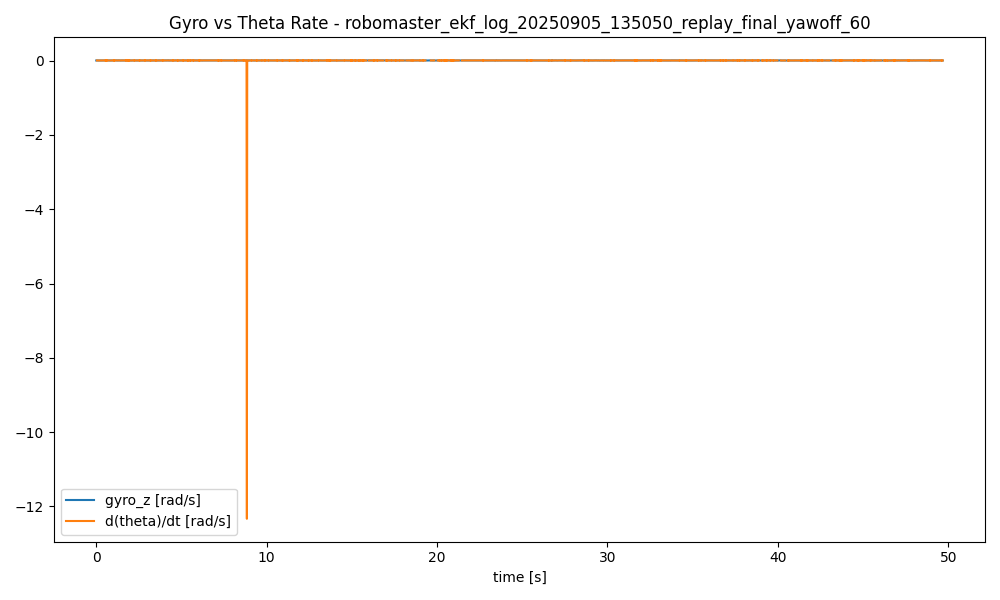 Gyro vs Theta Rate - robomaster_ekf_log_20250905_135050_replay_final_yawoff_60
0
−2
−4
−6
−8
−10
−12
gyro_z [rad/s]
d(theta)/dt [rad/s]
0 10 20 30 40 50
time [s]